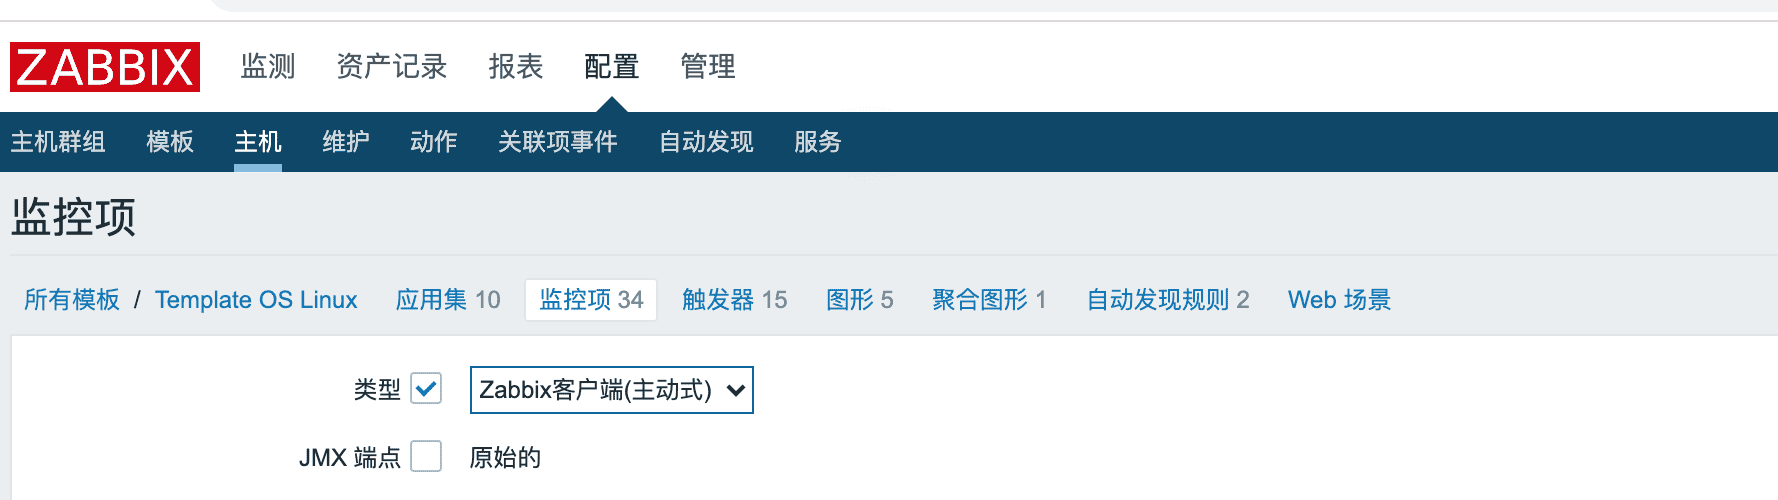 ZABBIX 监测 资产记录 报表 配置 管理
主机群组 模板 主机 维护 动作 关联项事件 自动发现 服务
监控项
所有模板 / Template OS Linux 应用集 10 监控项 34 触发器 15 图形 5 聚合图形 1 自动发现规则 2 Web 场景
类型 Zabbix客户端(主动式)
JMX 端点 原始的